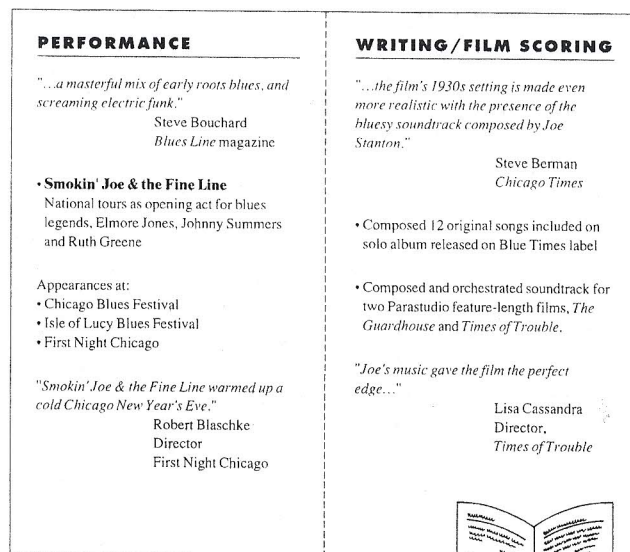 PERFORMANCE
"...a masterful mix of early roots blues, and
screaming electric funk."
Steve Bouchard
Blues Line magazine
• Smokin' Joe & the Fine Line
National tours as opening act for blues
legends, Elmore Jones, Johnny Summers
and Ruth Greene
Appearances at:
• Chicago Blues Festival
• Isle of Lucy Blues Festival
• First Night Chicago
"Smokin' Joe & the Fine Line warmed up a
cold Chicago New Year's Eve."
Robert Blaschke
Director
First Night Chicago
WRITING/FILM SCORING
"...the film's 1930s setting is made even
more realistic with the presence of the
bluesy soundtrack composed by Joe
Stanton."
Steve Berman
Chicago Times
• Composed 12 original songs included on
solo album released on Blue Times label
• Composed and orchestrated soundtrack for
two Parastudio feature-length films, The
Guardhouse and Times of Trouble.
"Joe's music gave the film the perfect
edge..."
Lisa Cassandra
Director,
Times of Trouble